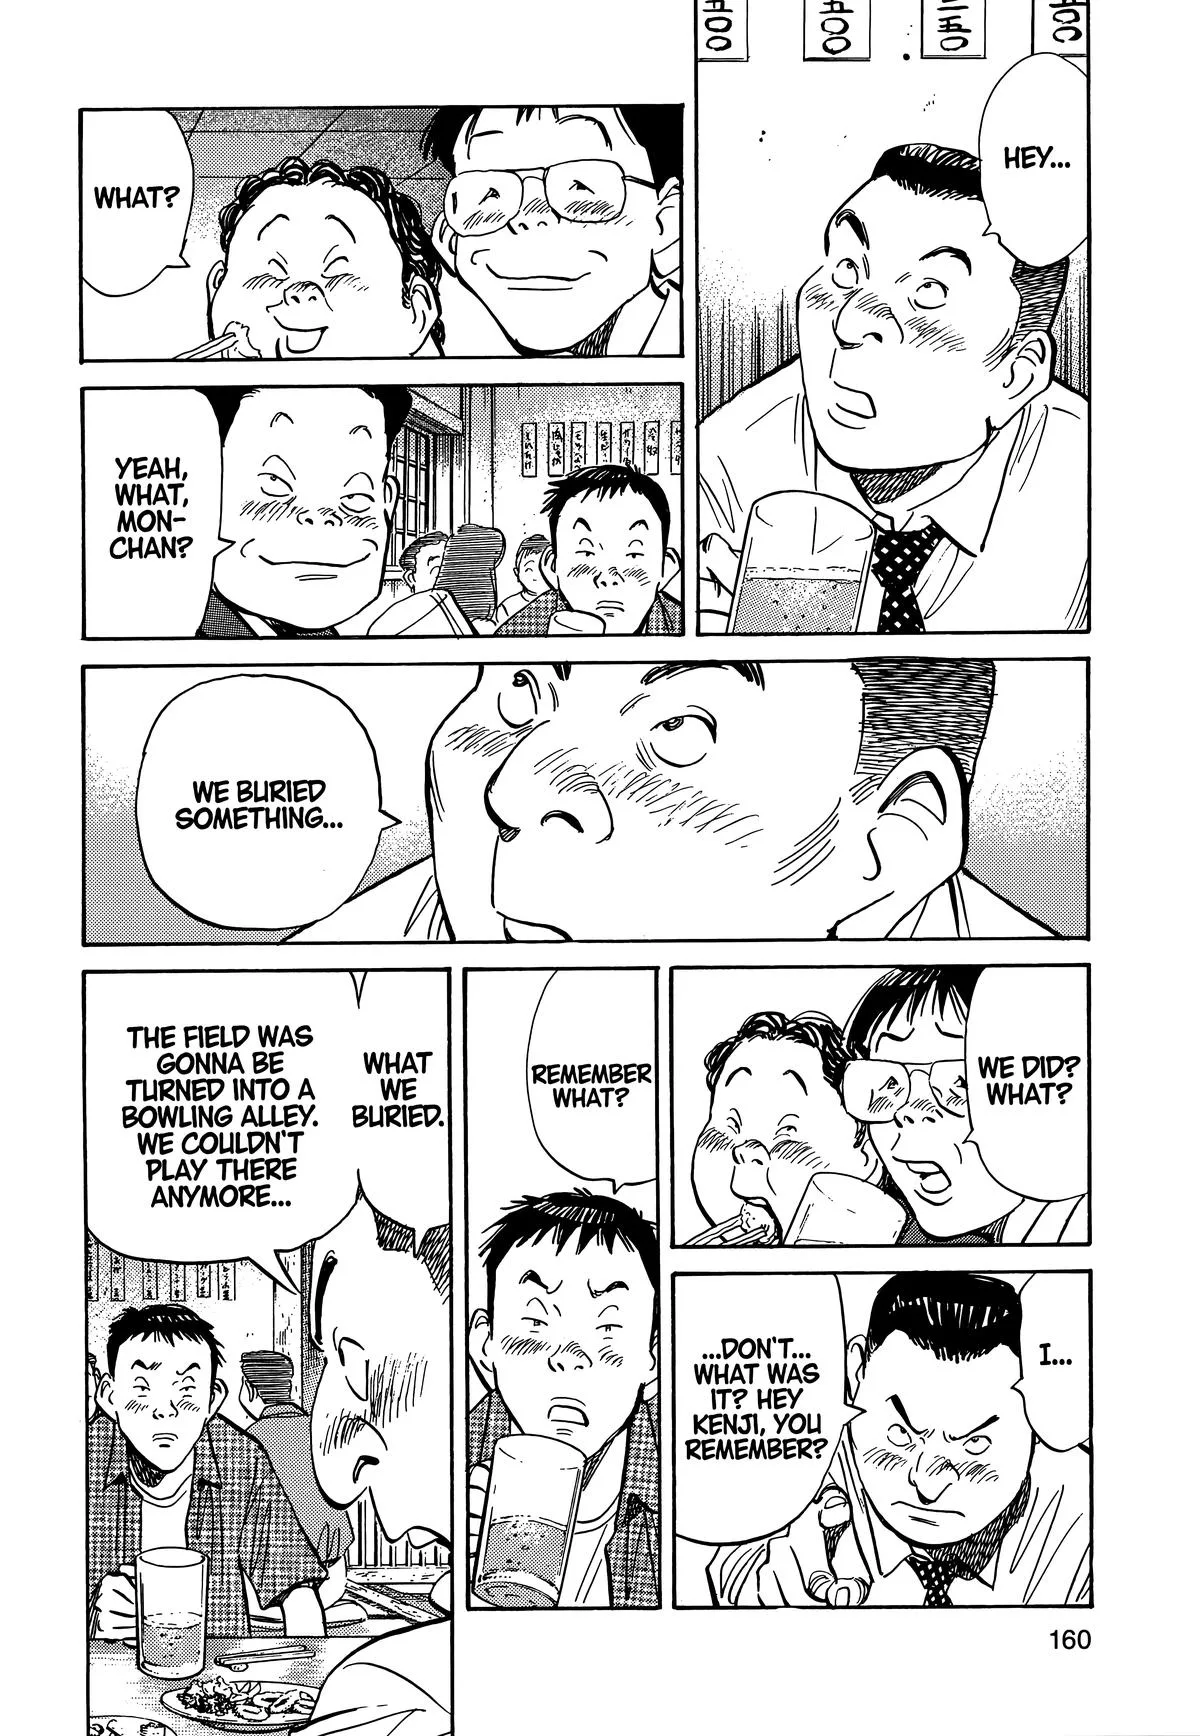 HEY...
WHAT?
YEAH,
WHAT,
MON-
CHAN?
WE BURIED
SOMETHING...
WE DID?
WHAT?
I...
...DON'T...
WHAT WAS
IT? HEY
KENJI, YOU
REMEMBER?
REMEMBER
WHAT?
WHAT
WE
BURIED.
THE FIELD WAS
GONNA BE
TURNED INTO A
BOWLING ALLEY.
WE COULDN'T
PLAY THERE
ANYMORE...
160